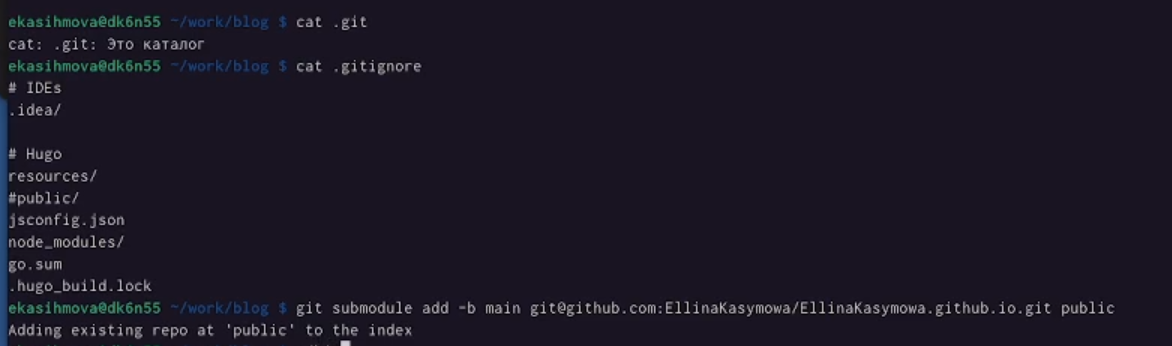 ekasihmova@dk6n55 ~/work/blog $ cat .git
cat: .git: Это каталог
ekasihmova@dk6n55 ~/work/blog $ cat .gitignore
# IDEs
.idea/
# Hugo
resources/
#public/
jsconfig.json
node_modules/
go.sum
.hugo_build.lock
ekasihmova@dk6n55 ~/work/blog $ git submodule add -b main git@github.com:EllinaKasymowa/EllinaKasymowa.github.io.git public
Adding existing repo at 'public' to the index